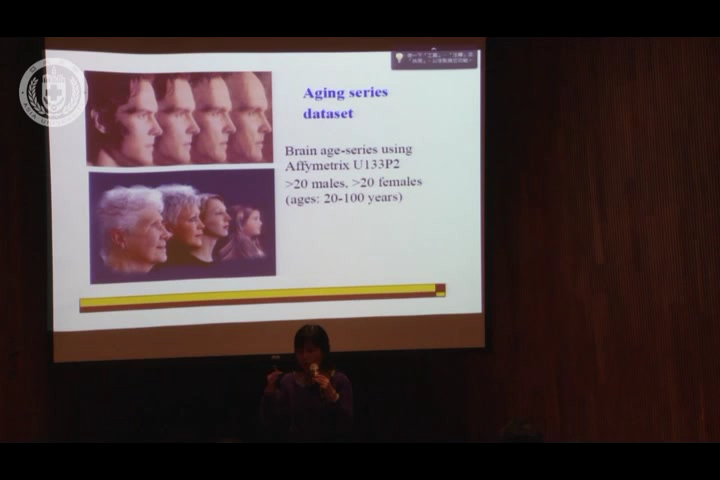 Aging series
dataset
Brain age-series using
Affymetrix U133P2
>20 males, >20 females
(ages: 20-100 years)